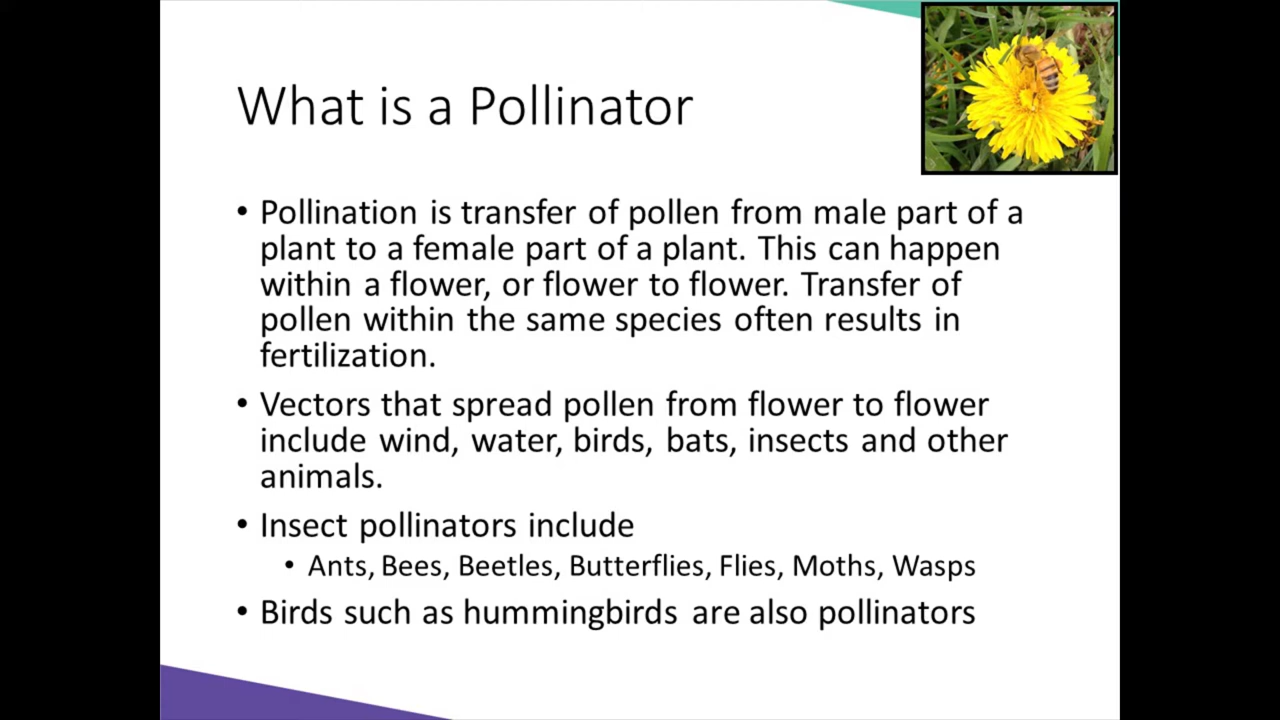 What is a Pollinator
• Pollination is transfer of pollen from male part of a
plant to a female part of a plant. This can happen
within a flower, or flower to flower. Transfer of
pollen within the same species often results in
fertilization.
• Vectors that spread pollen from flower to flower
include wind, water, birds, bats, insects and other
animals.
• Insect pollinators include
• Ants, Bees, Beetles, Butterflies, Flies, Moths, Wasps
• Birds such as hummingbirds are also pollinators